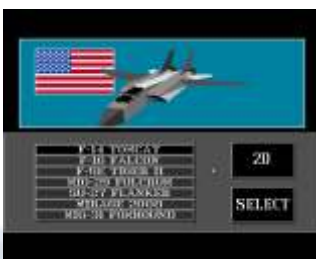 F-14 TOMCAT
F-16 FALCON
F-5E TIGER II
MIG-29 FULCRUM
SU-27 FLANKER
MIRAGE 2000
MIG-31 FOXHOUND
20
SELECT